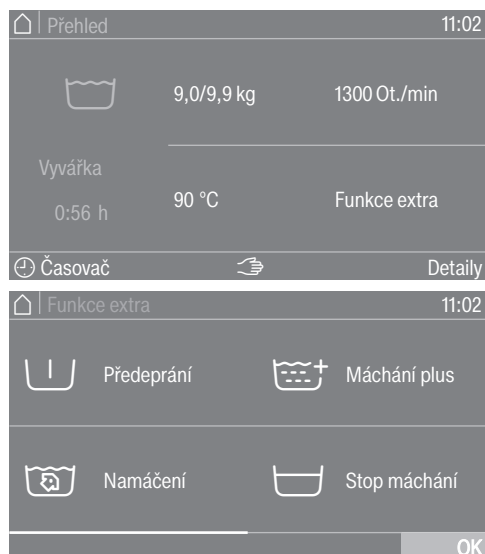 Přehled 11:02
9,0/9,9 kg 1300 Ot./min
Vyvářka
0:56 h
90 °C Funkce extra
Časovač Detaily
Funkce extra 11:02
Předeprání Máchání plus
Namáčení Stop máchání
OK